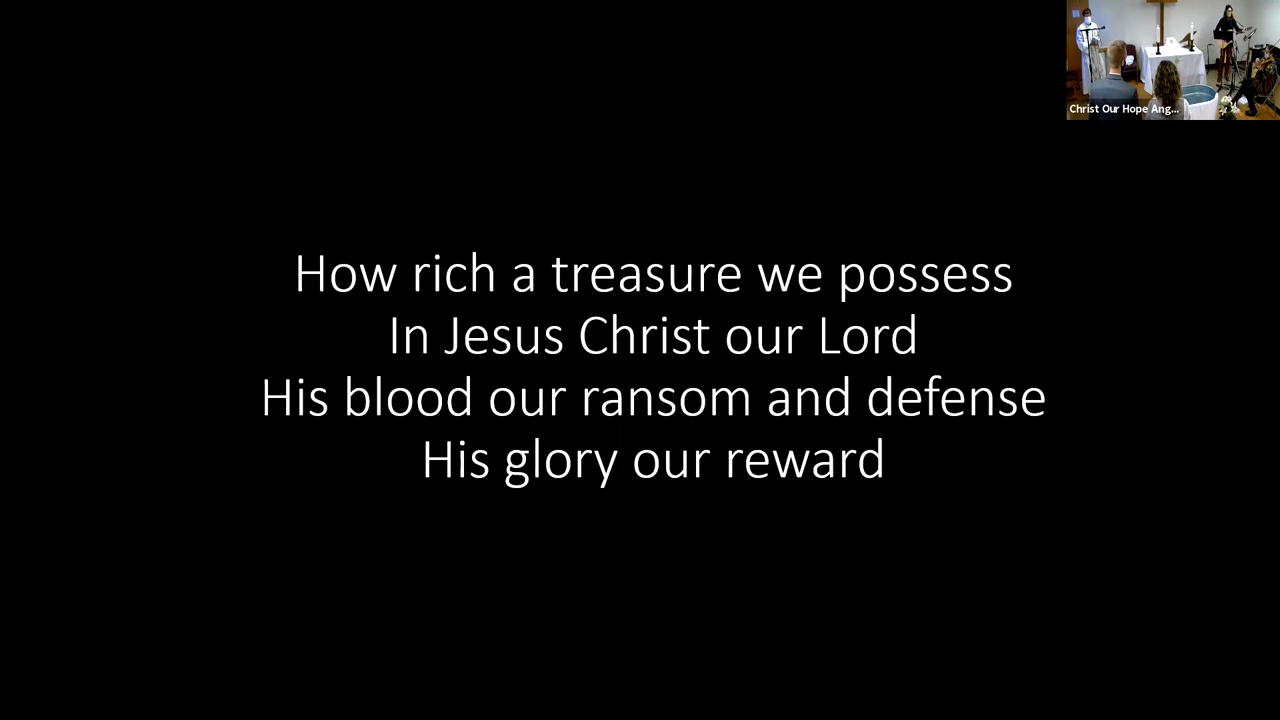 Christ Our Hope Ang...
How rich a treasure we possess
In Jesus Christ our Lord
His blood our ransom and defense
His glory our reward